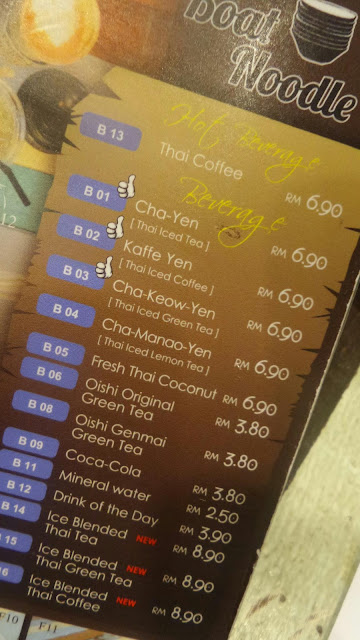 Boat
Noodle
Hot Beverage
B 13 Thai Coffee RM 6.90
Beverage
B 01 Cha-Yen RM 6.90
[ Thai Iced Tea ]
B 02 Kaffe Yen RM 6.90
[ Thai Iced Coffee ]
B 03 Cha-Keow-Yen RM 6.90
[ Thai Iced Green Tea ]
B 04 Cha-Manao-Yen RM 6.90
[ Thai Iced Lemon Tea ]
B 05 Fresh Thai Coconut RM 6.90
B 06 Oishi Original RM 3.80
Green Tea
B 08 Oishi Genmai RM 3.80
Green Tea
B 09 Coca-Cola RM 3.80
B 11 Mineral water RM 2.50
B 12 Drink of the Day RM 3.90
B 14 Ice Blended NEW RM 8.90
Thai Tea
15 Ice Blended NEW RM 8.90
Thai Green Tea
16 Ice Blended NEW RM 8.90
Thai Coffee
12
F10 F11